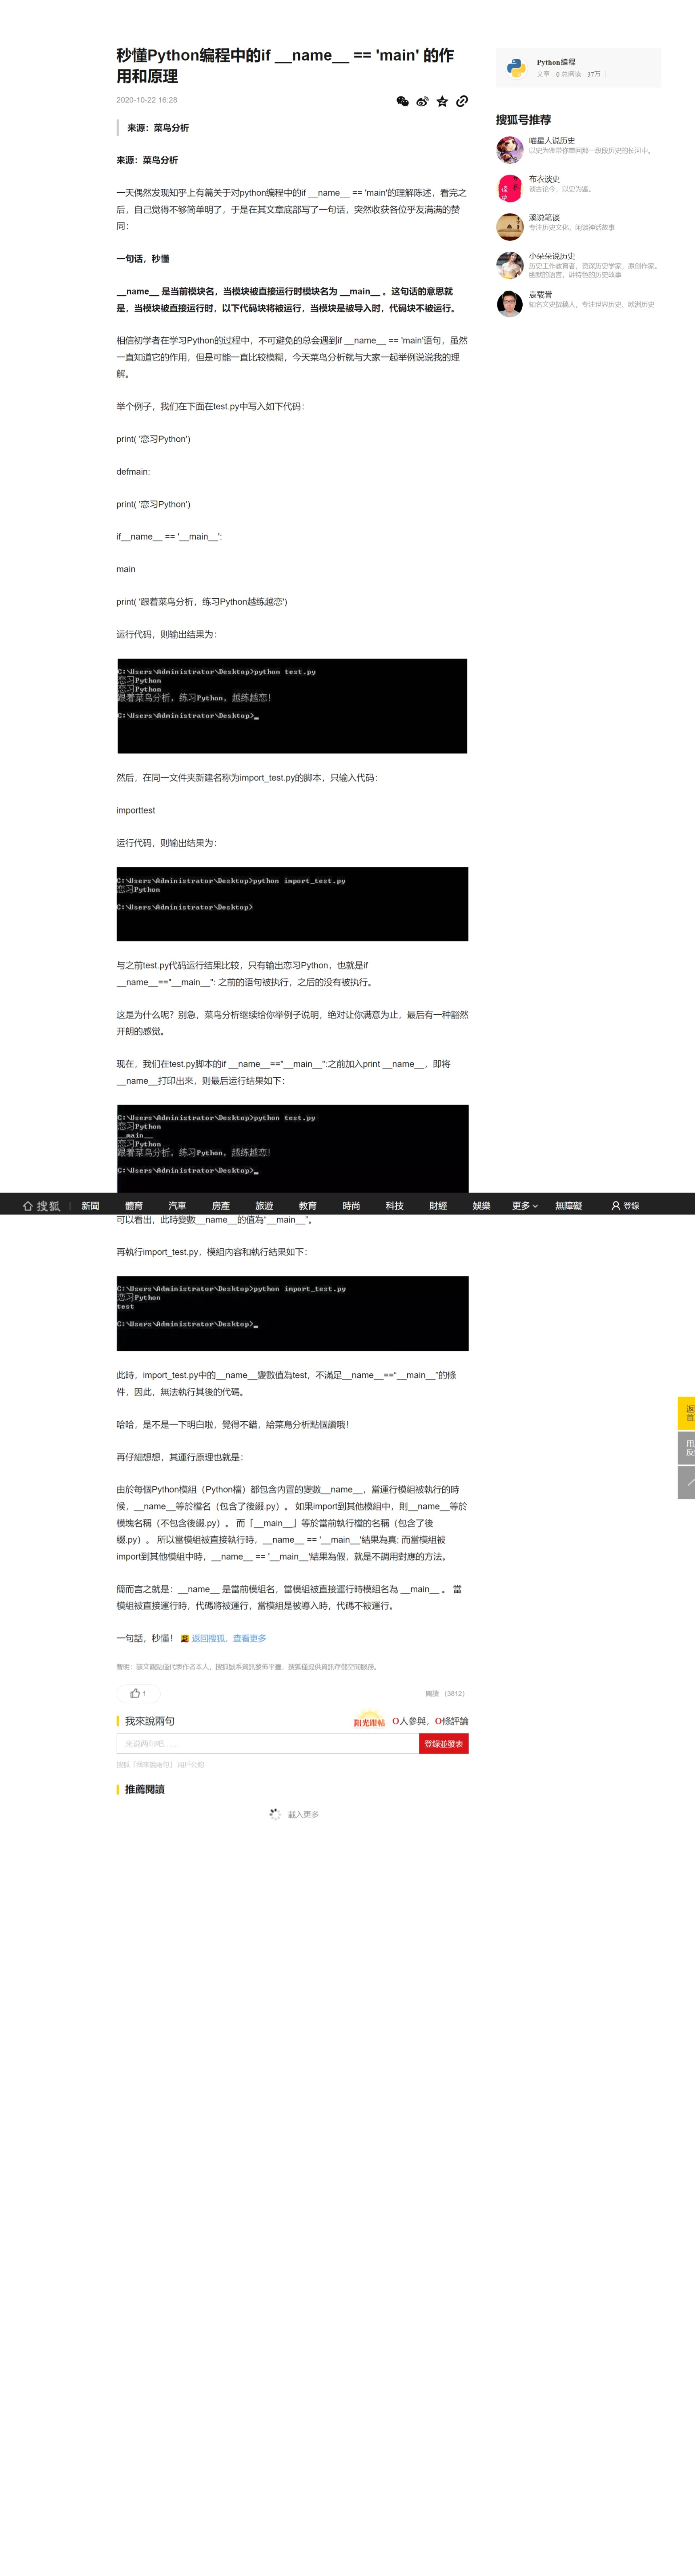 秒懂Python编程中的if __name__ == 'main' 的作
用和原理
2020-10-22 16:28
来源：菜鸟分析
来源：菜鸟分析
一天偶然发现知乎上有篇关于对python编程中的if __name__ == 'main'的理解陈述，看完之
后，自己觉得不够简单明了，于是在其文章底部写了一句话，突然收获各位乎友满满的赞
同：
一句话，秒懂
__name__ 是当前模块名，当模块被直接运行时模块名为 __main__ 。这句话的意思就
是，当模块被直接运行时，以下代码块将被运行，当模块是被导入时，代码块不被运行。
相信初学者在学习Python的过程中，不可避免的总会遇到if __name__ == 'main'语句，虽然
一直知道它的作用，但是可能一直比较模糊，今天菜鸟分析就与大家一起举例说说我的理
解。
举个例子，我们在下面在test.py中写入如下代码：
print( '恋习Python')
defmain:
print( '恋习Python')
if__name__ == '__main__':
main
print( '跟着菜鸟分析，练习Python越练越恋')
运行代码，则输出结果为：
C:\Users\Administrator\Desktop>python test.py
恋习Python
恋习Python
跟着菜鸟分析，练习Python，越练越恋！
C:\Users\Administrator\Desktop>
然后，在同一文件夹新建名称为import_test.py的脚本，只输入代码：
importtest
运行代码，则输出结果为：
C:\Users\Administrator\Desktop>python import_test.py
恋习Python
C:\Users\Administrator\Desktop>
与之前test.py代码运行结果比较，只有输出恋习Python，也就是if
__name__=="__main__": 之前的语句被执行，之后的没有被执行。
这是为什么呢？别急，菜鸟分析继续给你举例子说明，绝对让你满意为止，最后有一种豁然
开朗的感觉。
现在，我们在test.py脚本的if __name__=="__main__":之前加入print __name__，即将
__name__打印出来，则最后运行结果如下：
C:\Users\Administrator\Desktop>python test.py
恋习Python
__main__
恋习Python
跟着菜鸟分析，练习Python，越练越恋！
C:\Users\Administrator\Desktop>
搜狐 新聞 體育 汽車 房產 旅遊 教育 時尚 科技 財經 娛樂 更多 無障礙 登錄
可以看出，此時變數__name__的值為"__main__"。
再執行import_test.py，模組内容和執行結果如下：
C:\Users\Administrator\Desktop>python import_test.py
恋习Python
test
C:\Users\Administrator\Desktop>
此時，import_test.py中的__name__變數值為test，不滿足__name__=="__main__"的條
件，因此，無法執行其後的代碼。
哈哈，是不是一下明白啦，覺得不錯，給菜鳥分析點個讚哦！
再仔細想想，其運行原理也就是：
由於每個Python模組（Python檔）都包含內置的變數__name__，當運行模組被執行的時
候，__name__等於檔名（包含了後綴.py）。 如果import到其他模組中，則__name__等於
模塊名稱（不包含後綴.py）。 而「__main__」等於當前執行檔的名稱（包含了後
綴.py）。 所以當模組被直接執行時，__name__ == '__main__'結果為真; 而當模組被
import到其他模組中時，__name__ == '__main__'結果為假，就是不調用對應的方法。
簡而言之就是：__name__ 是當前模組名，當模組被直接運行時模組名為 __main__ 。 當
模組被直接運行時，代碼將被運行，當模組是被導入時，代碼不被運行。
一句話，秒懂！ 返回搜狐，查看更多
聲明：該文觀點僅代表作者本人，搜狐號系資訊發佈平臺，搜狐僅提供資訊存儲空間服務。
1
閱讀 （3812）
我來說兩句
阳光跟帖 0人參與，0條評論
来说两句吧......
登錄並發表
搜狐「我來說兩句」 用戶公約
推薦閱讀
載入更多
Python编程
文章 0 总阅读 37万
搜狐号推荐
喵星人说历史
以史为鉴带你重回那一段段历史的长河中。
布衣谈史
谈古论今，以史为鉴。
溪说笔谈
专注历史文化、闲谈神话故事
小朵朵说历史
历史工作教育者，资深历史学家，原创作家。
幽默的语言，讲特色的历史故事
袁载誉
知名文史撰稿人，专注世界历史、欧洲历史